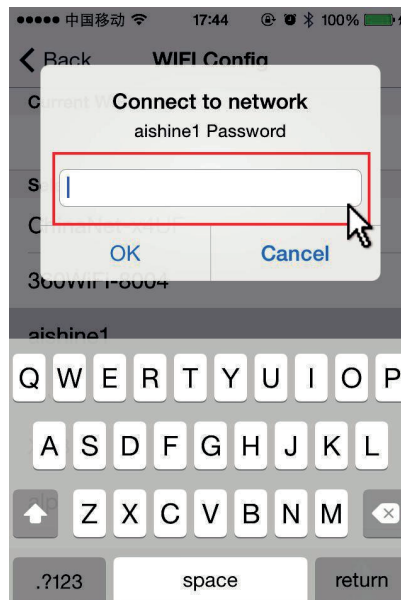 中国移动 17:44 100%
Back WIFI Config
Current W
Connect to network
aishine1 Password
OK Cancel
360WiFi-8004
aishine1
Q W E R T Y U I O P
A S D F G H J K L
Z X C V B N M
.?123 space return